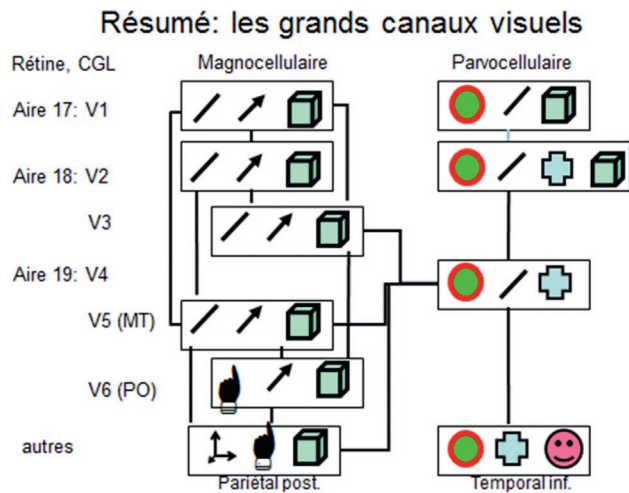 Résumé: les grands canaux visuels
Rétine, CGL
Magnocellulaire
Parvocellulaire
Aire 17: V1
Aire 18: V2
V3
Aire 19: V4
V5 (MT)
V6 (PO)
autres
Pariétal post.
Temporal inf.